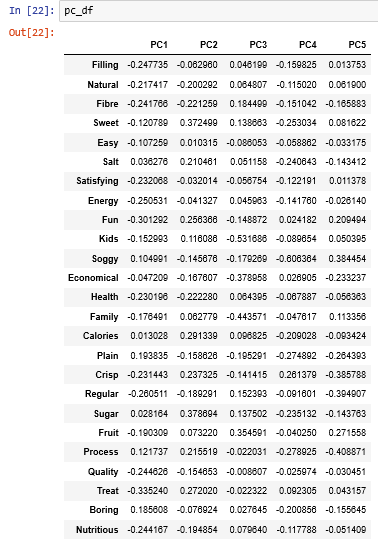 In [22]: pc_df
Out[22]:
PC1 PC2 PC3 PC4 PC5
Filling -0.247735 -0.062960 0.046199 -0.159825 0.013753
Natural -0.217417 -0.200292 0.064807 -0.115020 0.061900
Fibre -0.241766 -0.221259 0.184499 -0.151042 -0.165883
Sweet -0.120789 0.372499 0.138663 -0.253034 0.081622
Easy -0.107259 0.010315 -0.086053 -0.058862 -0.033175
Salt 0.036276 0.210461 0.051158 -0.240643 -0.143412
Satisfying -0.232068 -0.032014 -0.056754 -0.122191 0.011378
Energy -0.250531 -0.041327 0.045963 -0.141760 -0.026140
Fun -0.301292 0.256366 -0.148872 0.024182 0.209494
Kids -0.152993 0.116086 -0.531686 -0.089654 0.050395
Soggy 0.104991 -0.145676 -0.179269 -0.606364 0.384454
Economical -0.047209 -0.167607 -0.378958 0.026905 -0.233237
Health -0.230196 -0.222280 0.064395 -0.067887 -0.056363
Family -0.176491 0.062779 -0.443571 -0.047617 0.113356
Calories 0.013028 0.291339 0.096825 -0.209028 -0.093424
Plain 0.193835 -0.158626 -0.195291 -0.274892 -0.264393
Crisp -0.231443 0.237325 -0.141415 0.261379 -0.385788
Regular -0.260511 -0.189291 0.152393 -0.091601 -0.394907
Sugar 0.028164 0.378694 0.137502 -0.235132 -0.143763
Fruit -0.190309 0.073220 0.354591 -0.040250 0.271558
Process 0.121737 0.215519 -0.022031 -0.278925 -0.408871
Quality -0.244626 -0.154653 -0.008607 -0.025974 -0.030451
Treat -0.335240 0.272020 -0.022322 0.092305 0.043157
Boring 0.185608 -0.076924 0.027645 -0.200856 -0.155645
Nutritious -0.244167 -0.194854 0.079640 -0.117788 -0.051409